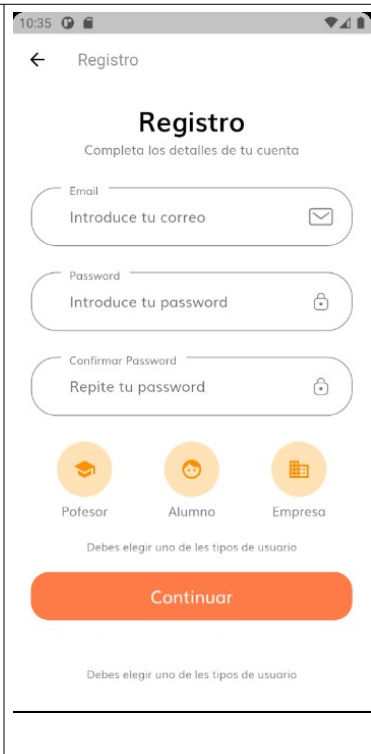 10:35
Registro
Registro
Completa los detalles de tu cuenta
Email
Introduce tu correo
Password
Introduce tu password
Confirmar Password
Repite tu password
Pofesor Alumno Empresa
Debes elegir uno de les tipos de usuario
Continuar
Debes elegir uno de les tipos de usuario